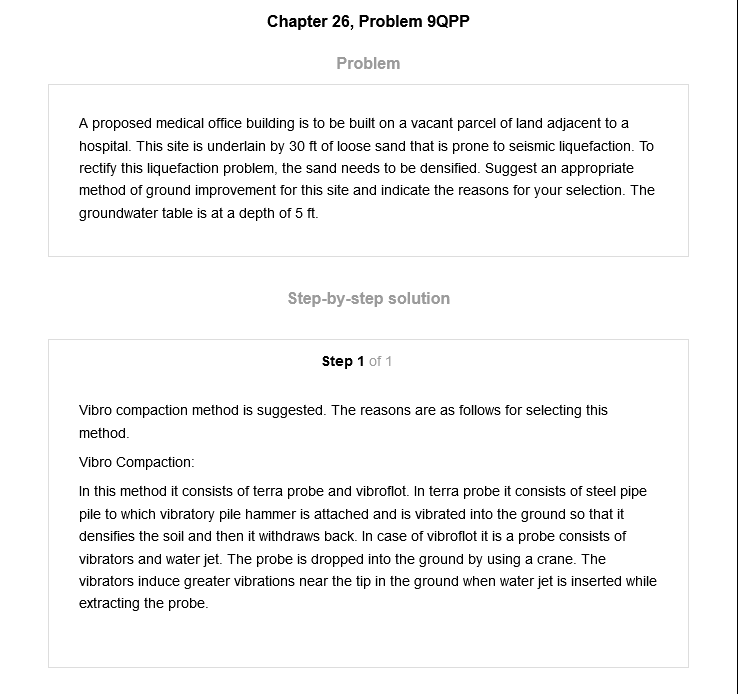 Chapter 26, Problem 9QPP
Problem
A proposed medical office building is to be built on a vacant parcel of land adjacent to a
hospital. This site is underlain by 30 ft of loose sand that is prone to seismic liquefaction. To
rectify this liquefaction problem, the sand needs to be densified. Suggest an appropriate
method of ground improvement for this site and indicate the reasons for your selection. The
groundwater table is at a depth of 5 ft.
Step-by-step solution
Step 1 of 1
Vibro compaction method is suggested. The reasons are as follows for selecting this
method.
Vibro Compaction:
In this method it consists of terra probe and vibroflot. In terra probe it consists of steel pipe
pile to which vibratory pile hammer is attached and is vibrated into the ground so that it
densifies the soil and then it withdraws back. In case of vibroflot it is a probe consists of
vibrators and water jet. The probe is dropped into the ground by using a crane. The
vibrators induce greater vibrations near the tip in the ground when water jet is inserted while
extracting the probe.